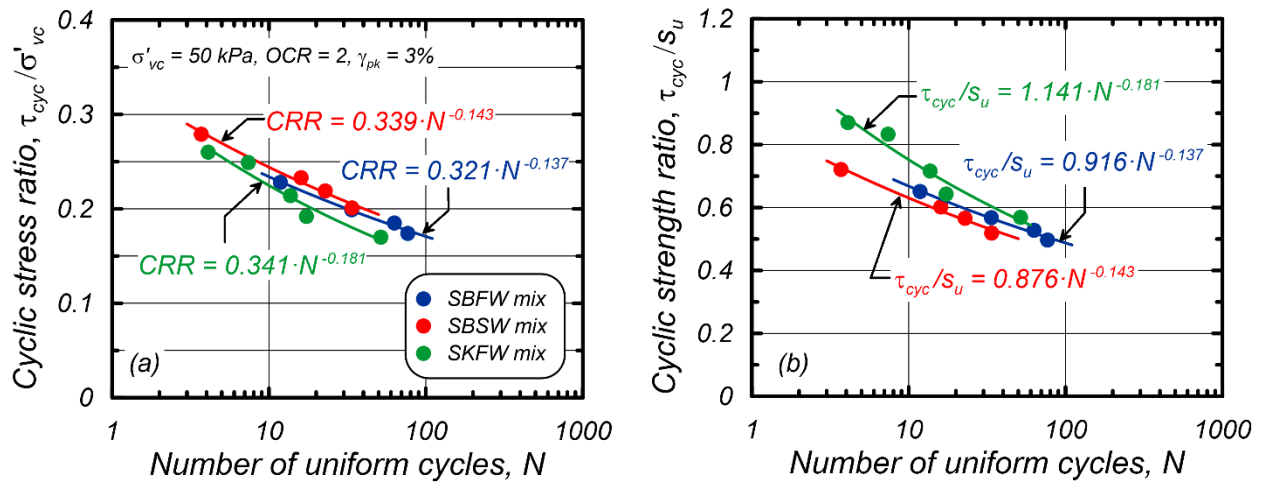 Cyclic stress ratio, τcyc/σ'vc
0.4
0.3
0.2
0.1
0
σ'vc = 50 kPa, OCR = 2, γpk = 3%
CRR = 0.339·N^-0.143
CRR = 0.321·N^-0.137
CRR = 0.341·N^-0.181
SBFW mix
SBSW mix
SKFW mix
(a)
1 10 100 1000
Number of uniform cycles, N
Cyclic strength ratio, τcyc/su
1.2
1
0.8
0.6
0.4
0.2
0
τcyc/su = 1.141·N^-0.181
τcyc/su = 0.916·N^-0.137
τcyc/su = 0.876·N^-0.143
(b)
1 10 100 1000
Number of uniform cycles, N